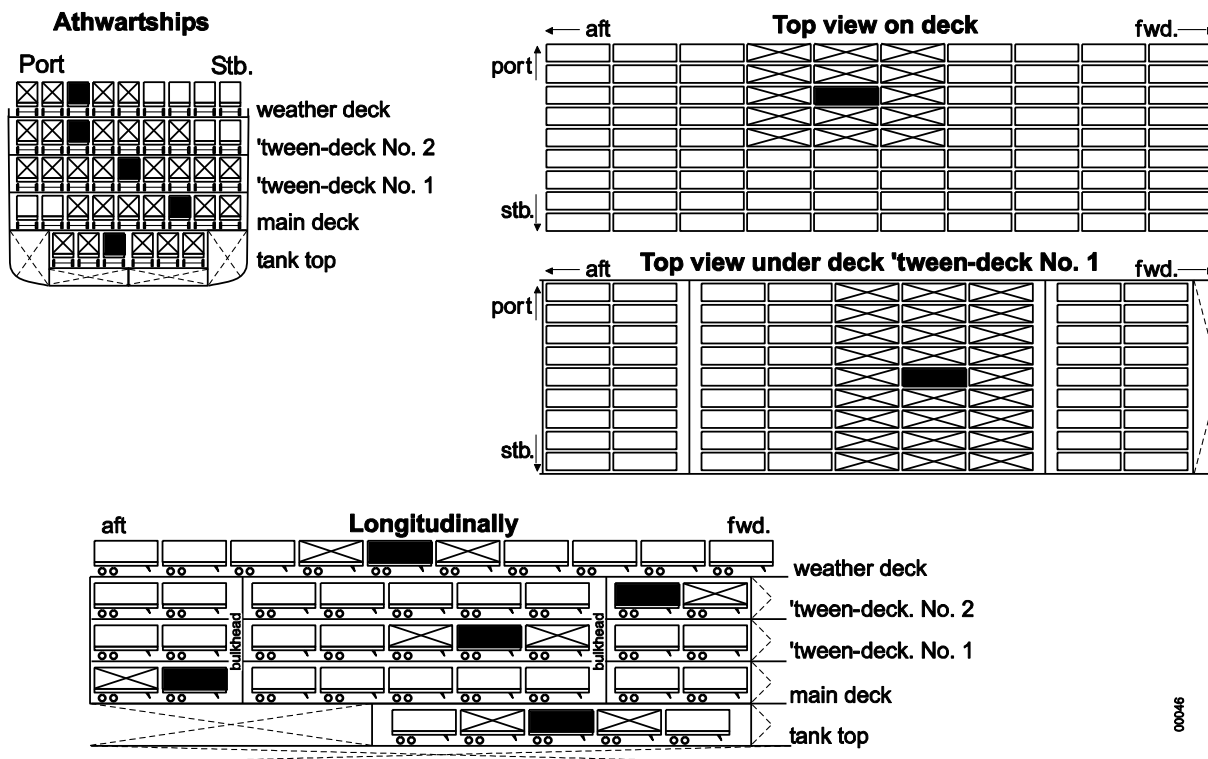 Athwartships
Port Stb.
weather deck
'tween-deck No. 2
'tween-deck No. 1
main deck
tank top
aft Top view on deck fwd.
port
stb.
aft Top view under deck 'tween-deck No. 1 fwd.
port
stb.
aft Longitudinally fwd.
weather deck
'tween-deck. No. 2
'tween-deck. No. 1
main deck
tank top
bulkhead
bulkhead
00046